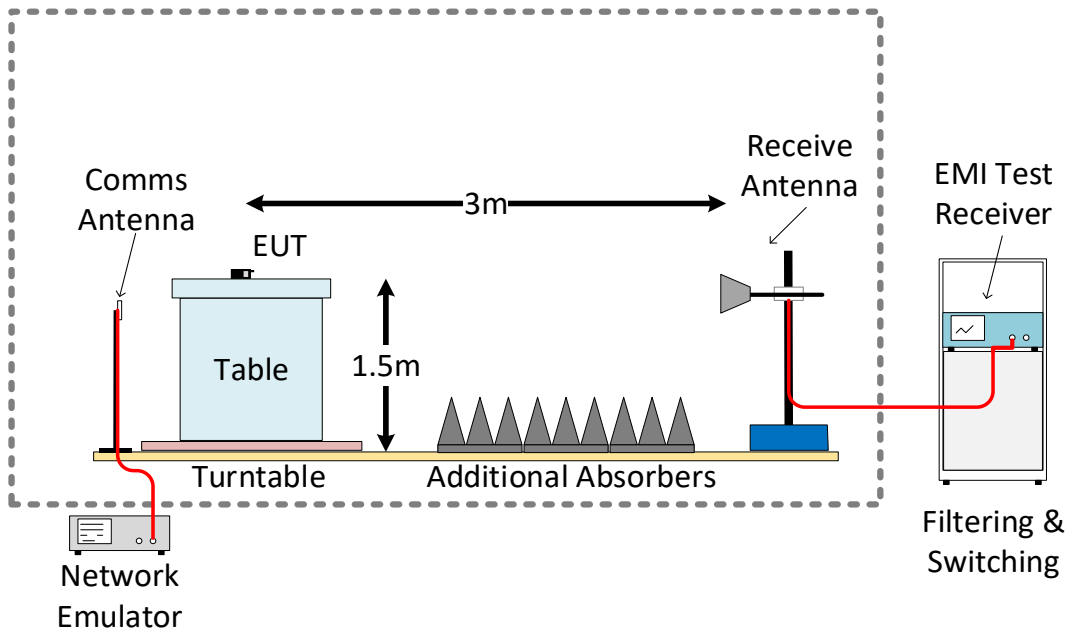 Comms
Antenna
EUT
3m
Receive
Antenna
EMI Test
Receiver
Table
1.5m
Turntable
Additional Absorbers
Filtering &
Switching
Network
Emulator